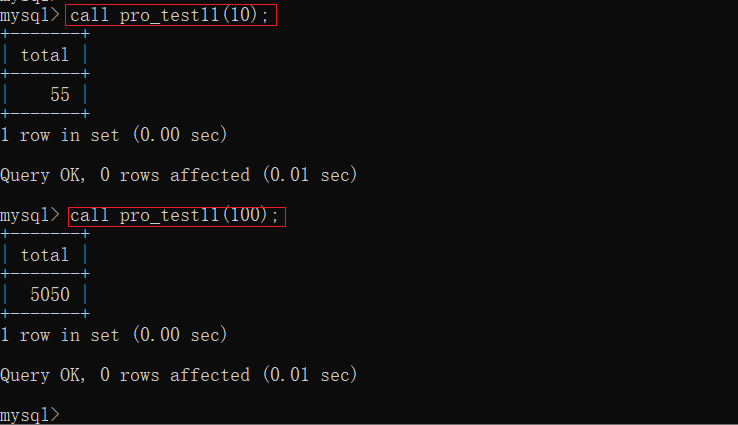 mysql> call pro_test11(10);
+-------+
| total |
+-------+
|    55 |
+-------+
1 row in set (0.00 sec)
Query OK, 0 rows affected (0.01 sec)
mysql> call pro_test11(100);
+-------+
| total |
+-------+
|  5050 |
+-------+
1 row in set (0.00 sec)
Query OK, 0 rows affected (0.01 sec)
mysql>